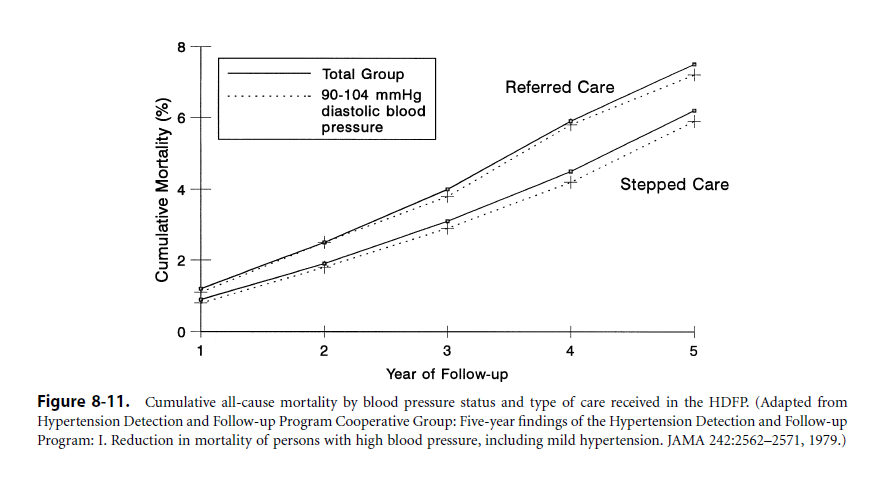 8
Total Group
90-104 mmHg
diastolic blood
pressure
Referred Care
6
Cumulative Mortality (%)
4
Stepped Care
2
0
1 2 3 4 5
Year of Follow-up
Figure 8-11. Cumulative all-cause mortality by blood pressure status and type of care received in the HDFP. (Adapted from
Hypertension Detection and Follow-up Program Cooperative Group: Five-year findings of the Hypertension Detection and Follow-up
Program: I. Reduction in mortality of persons with high blood pressure, including mild hypertension. JAMA 242:2562–2571, 1979.)